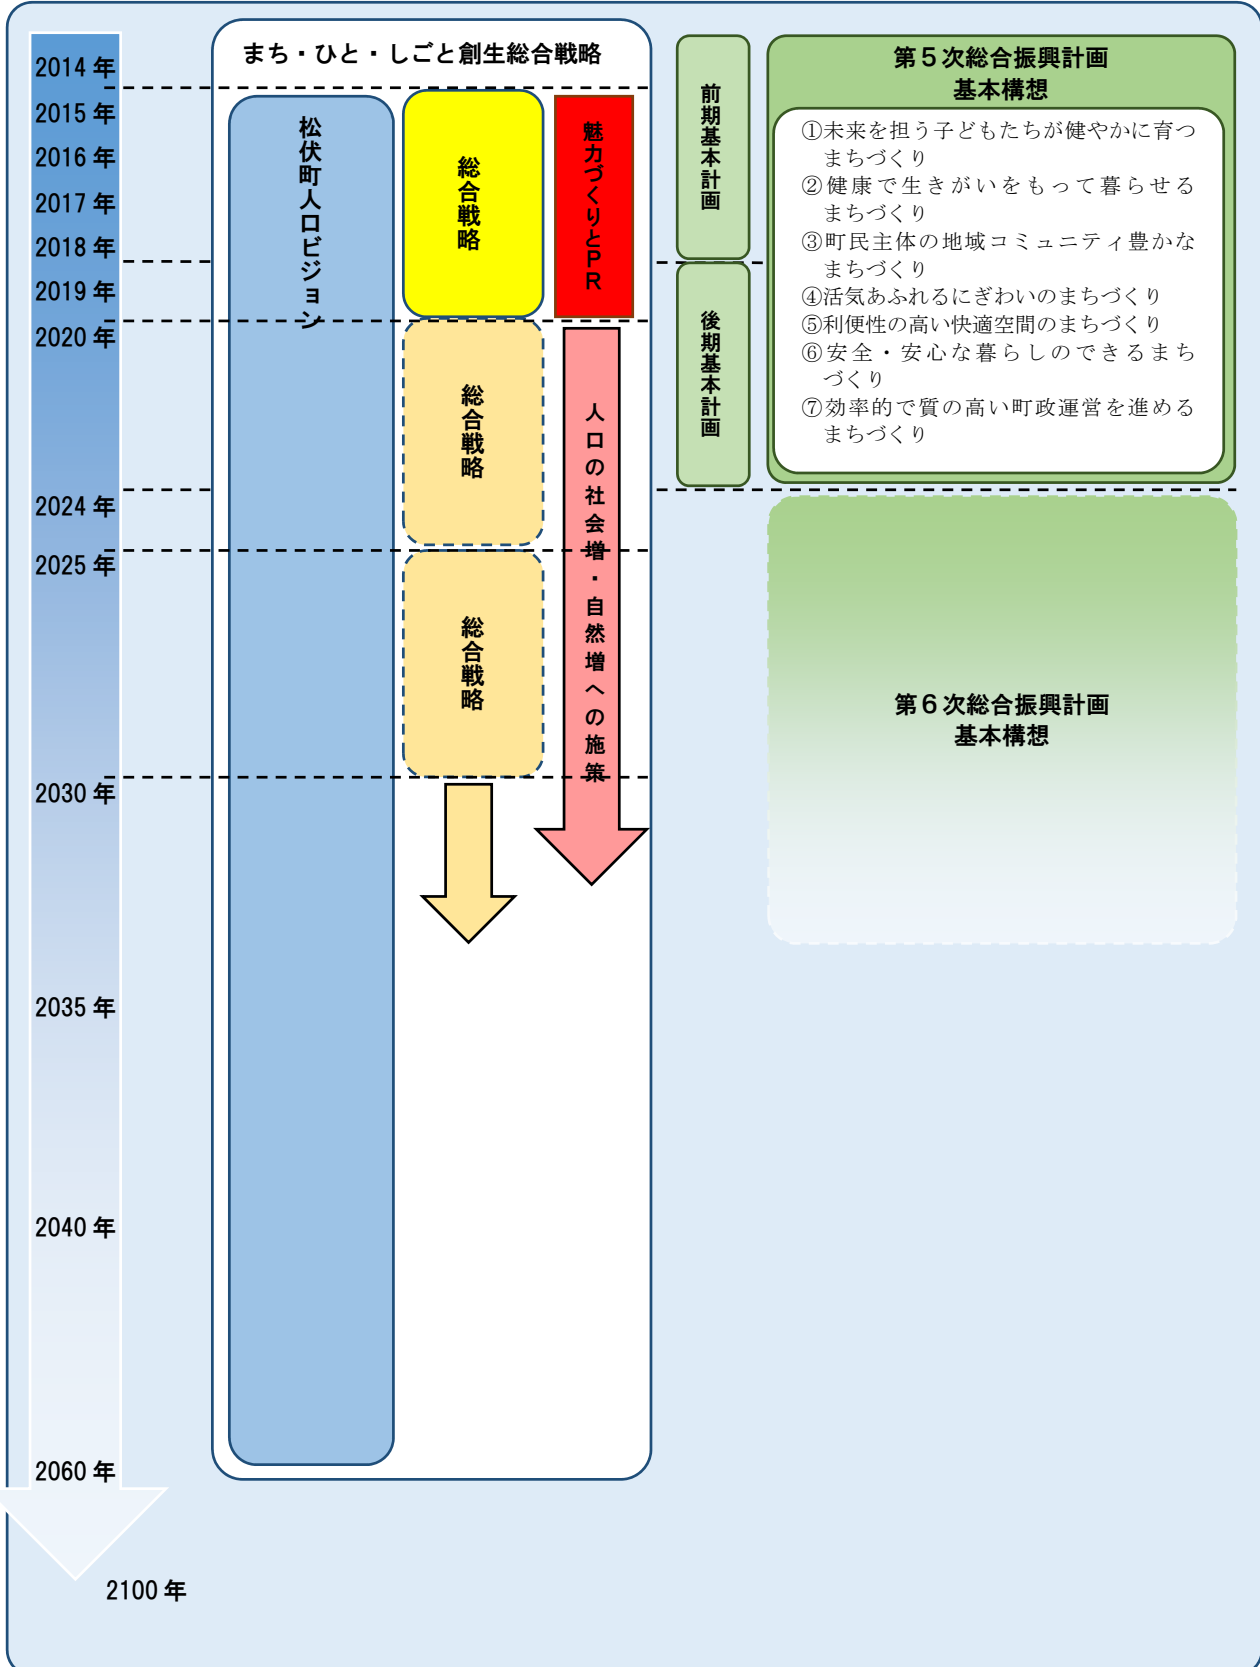 2014年
2015年
2016年
2017年
2018年
2019年
2020年
2024年
2025年
2030年
2035年
2040年
2060年
2100年
まち・ひと・しごと創生総合戦略
松伏町人口ビジョン
総合戦略
総合戦略
総合戦略
魅力づくりとPR
人口の社会増・自然増への施策
前期基本計画
後期基本計画
第5次総合振興計画
基本構想
①未来を担う子どもたちが健やかに育つ
まちづくり
②健康で生きがいをもって暮らせる
まちづくり
③町民主体の地域コミュニティ豊かな
まちづくり
④活気あふれるにぎわいのまちづくり
⑤利便性の高い快適空間のまちづくり
⑥安全・安心な暮らしのできるまち
づくり
⑦効率的で質の高い町政運営を進める
まちづくり
第6次総合振興計画
基本構想